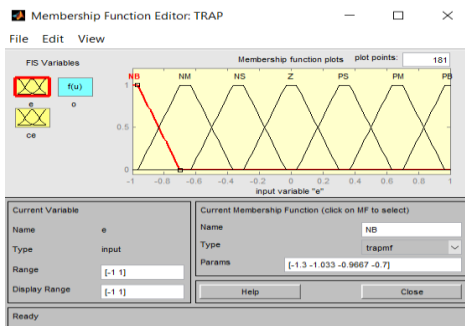 Membership Function Editor: TRAP
File Edit View
FIS Variables
Membership function plots plot points: 181
f(u)
e o
ce
NB NM NS Z PS PM PB
1
0.5
0
-1 -0.8 -0.6 -0.4 -0.2 0 0.2 0.4 0.6 0.8 1
input variable "e"
Current Variable
Name e
Type input
Range [-1 1]
Display Range [-1 1]
Current Membership Function (click on MF to select)
Name NB
Type trapmf
Params [-1.3 -1.033 -0.9667 -0.7]
Help Close
Ready